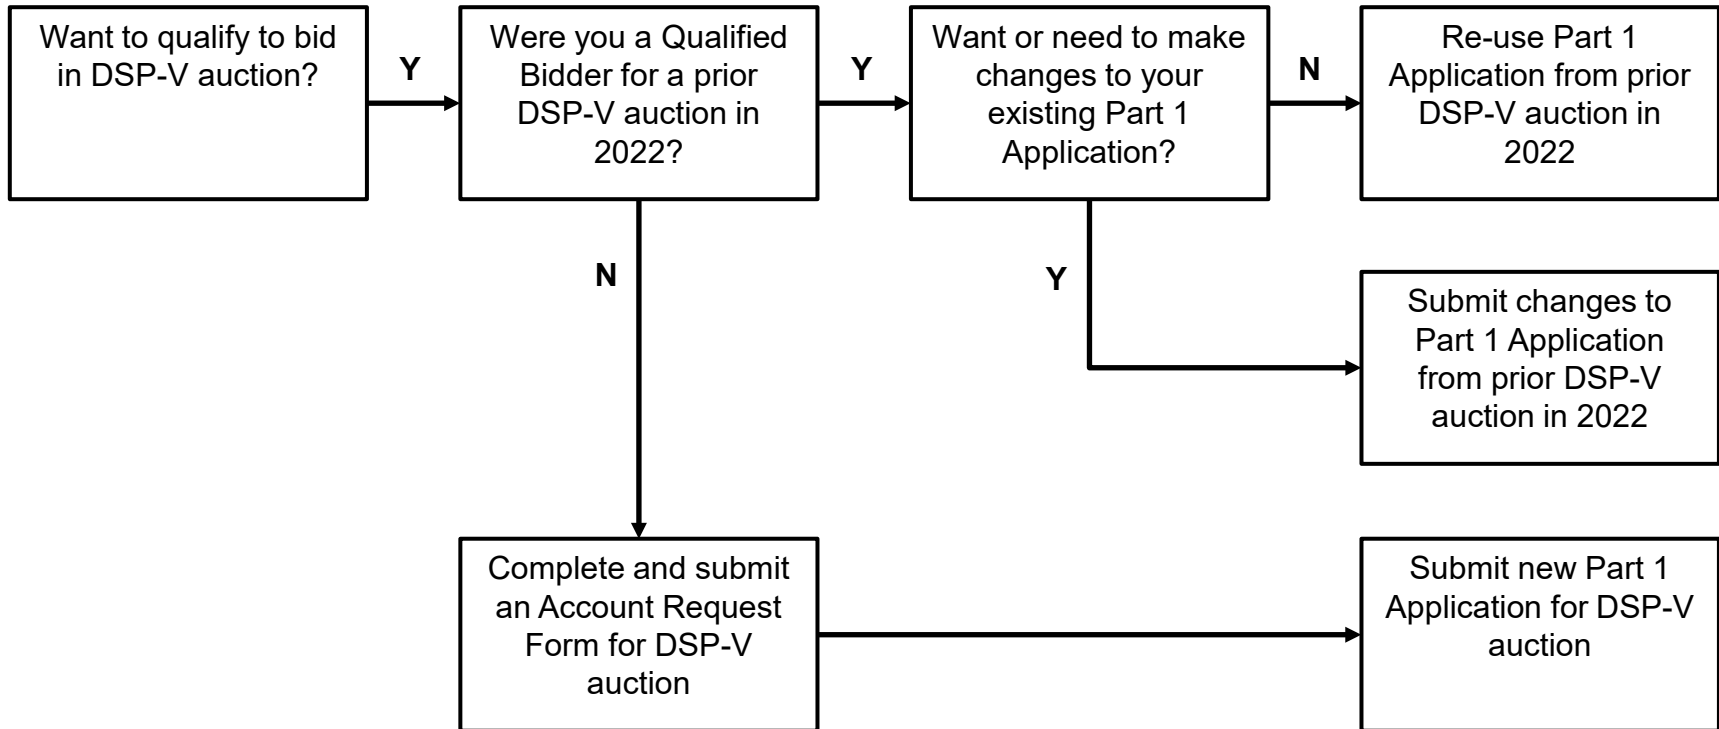 Want to qualify to bid
in DSP-V auction?
Y
Were you a Qualified
Bidder for a prior
DSP-V auction in
2022?
Y
Want or need to make
changes to your
existing Part 1
Application?
N
Re-use Part 1
Application from prior
DSP-V auction in
2022
N
Y
Submit changes to
Part 1 Application
from prior DSP-V
auction in 2022
Complete and submit
an Account Request
Form for DSP-V
auction
Submit new Part 1
Application for DSP-V
auction